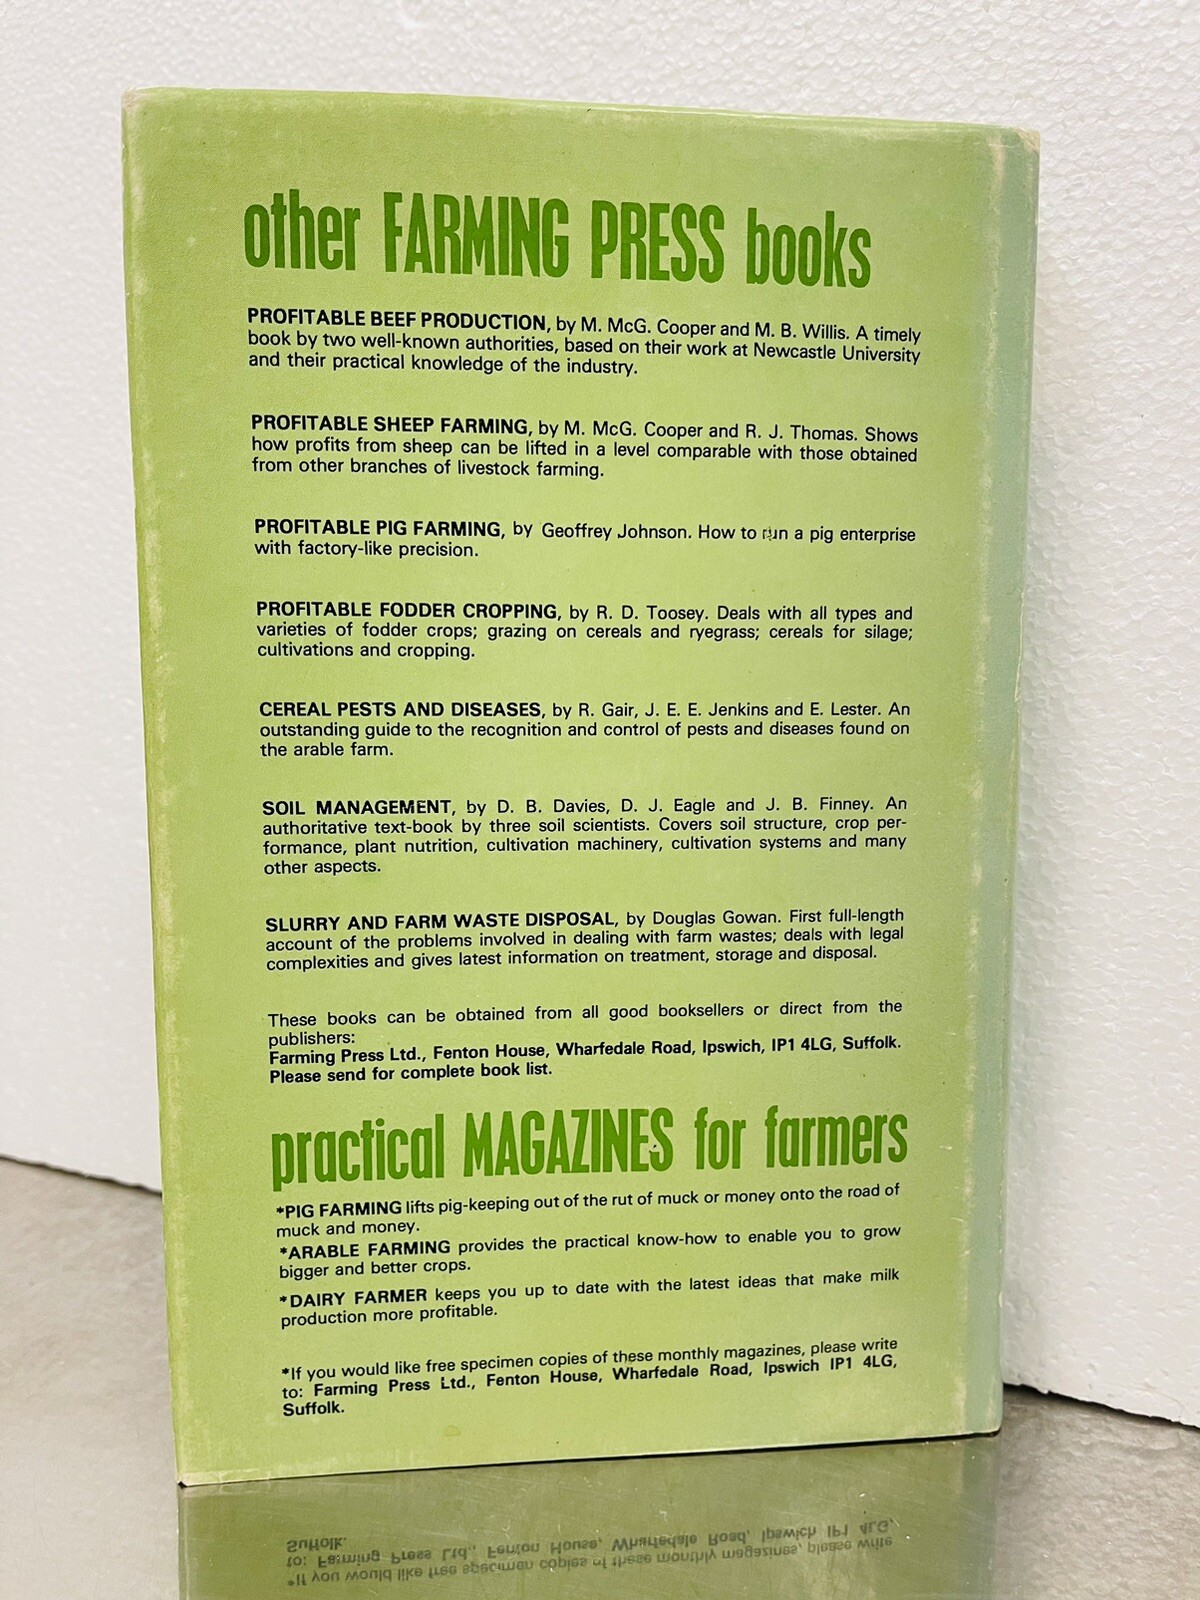 other FARMING PRESS books
PROFITABLE BEEF PRODUCTION, by M. McG. Cooper and M. B. Willis. A timely
book by two well-known authorities, based on their work at Newcastle University
and their practical knowledge of the industry.
PROFITABLE SHEEP FARMING, by M. McG. Cooper and R. J. Thomas. Shows
how profits from sheep can be lifted in a level comparable with those obtained
from other branches of livestock farming.
PROFITABLE PIG FARMING, by Geoffrey Johnson. How to run a pig enterprise
with factory-like precision.
PROFITABLE FODDER CROPPING, by R. D. Toosey. Deals with all types and
varieties of fodder crops; grazing on cereals and ryegrass; cereals for silage;
cultivations and cropping.
CEREAL PESTS AND DISEASES, by R. Gair, J. E. E. Jenkins and E. Lester. An
outstanding guide to the recognition and control of pests and diseases found on
the arable farm.
SOIL MANAGEMENT, by D. B. Davies, D. J. Eagle and J. B. Finney. An
authoritative text-book by three soil scientists. Covers soil structure, crop per-
formance, plant nutrition, cultivation machinery, cultivation systems and many
other aspects.
SLURRY AND FARM WASTE DISPOSAL, by Douglas Gowan. First full-length
account of the problems involved in dealing with farm wastes; deals with legal
complexities and gives latest information on treatment, storage and disposal.
These books can be obtained from all good booksellers or direct from the
publishers:
Farming Press Ltd., Fenton House, Wharfedale Road, Ipswich, IP1 4LG, Suffolk.
Please send for complete book list.
practical MAGAZINES for farmers
*PIG FARMING lifts pig-keeping out of the rut of muck or money onto the road of
muck and money.
*ARABLE FARMING provides the practical know-how to enable you to grow
bigger and better crops.
*DAIRY FARMER keeps you up to date with the latest ideas that make milk
production more profitable.
*If you would like free specimen copies of these monthly magazines, please write
to: Farming Press Ltd., Fenton House, Wharfedale Road, Ipswich IP1 4LG,
Suffolk.